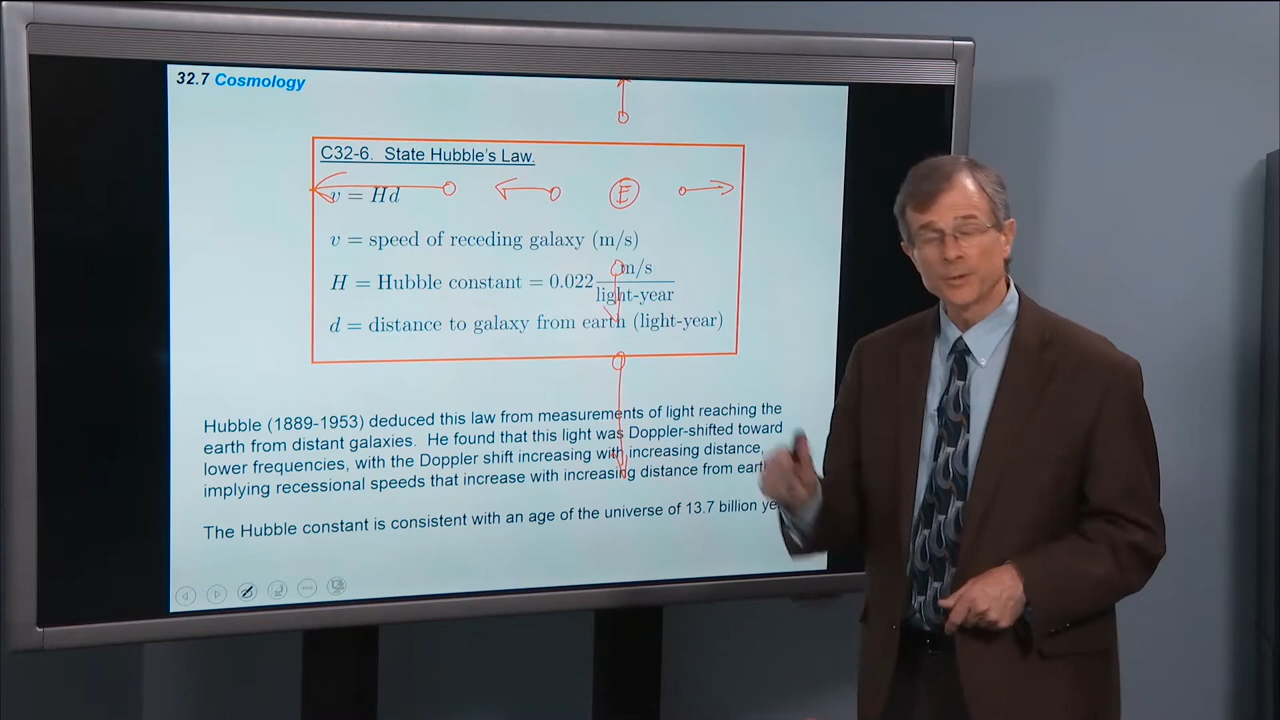 32.7 Cosmology
C32-6. State Hubble's Law.
v = Hd
E
v = speed of receding galaxy (m/s)
H = Hubble constant = 0.022 m/s / light-year
d = distance to galaxy from earth (light-year)
Hubble (1889-1953) deduced this law from measurements of light reaching the
earth from distant galaxies. He found that this light was Doppler-shifted toward
lower frequencies, with the Doppler shift increasing with increasing distance,
implying recessional speeds that increase with increasing distance from
The Hubble constant is consistent with an age of the universe of 13.7 billion